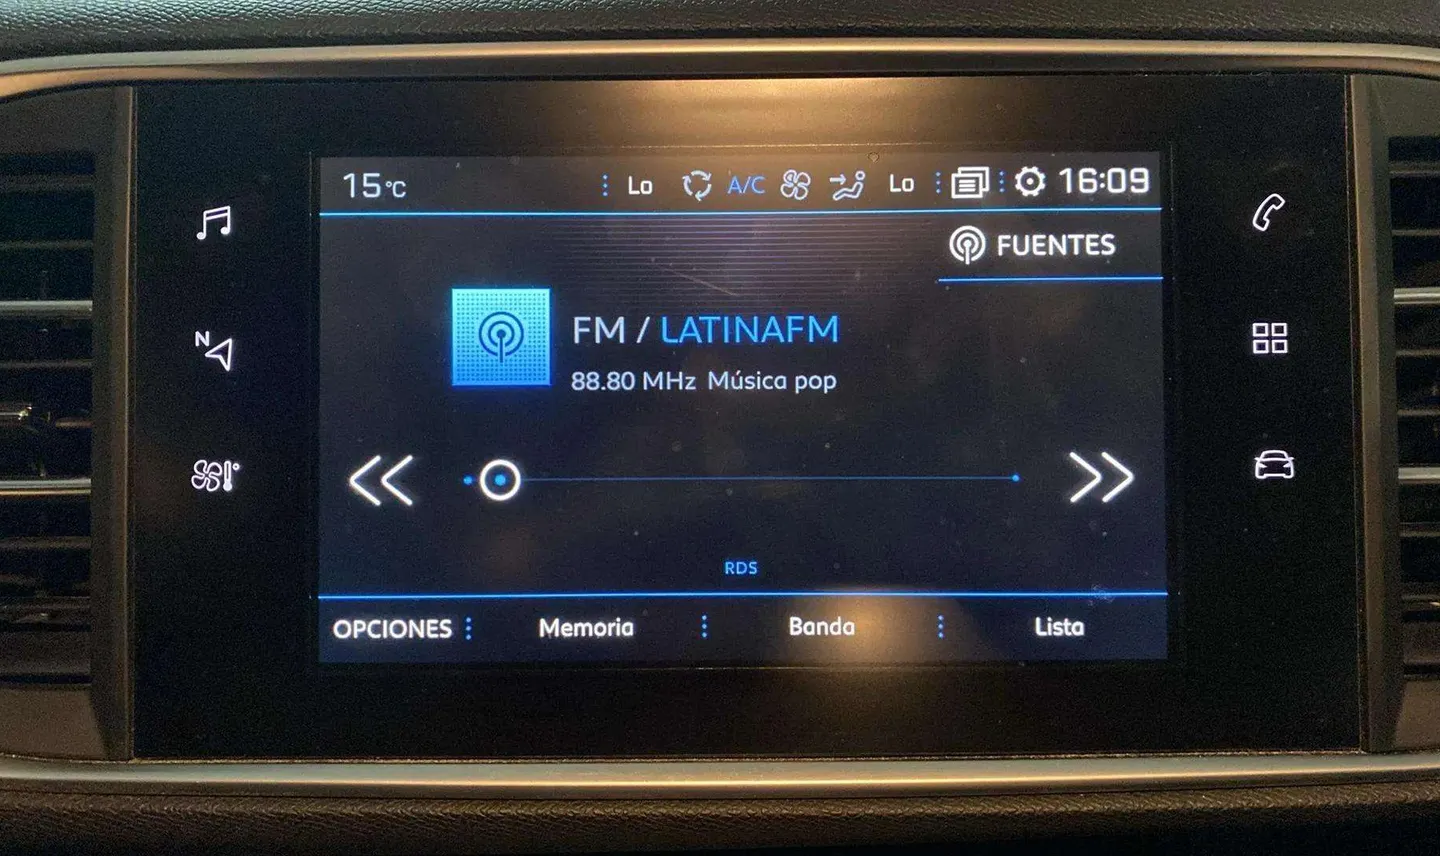 15°C Lo A/C Lo 16:09
FUENTES
FM / LATINAFM
88.80 MHz Música pop
N
RDS
OPCIONES Memoria Banda Lista